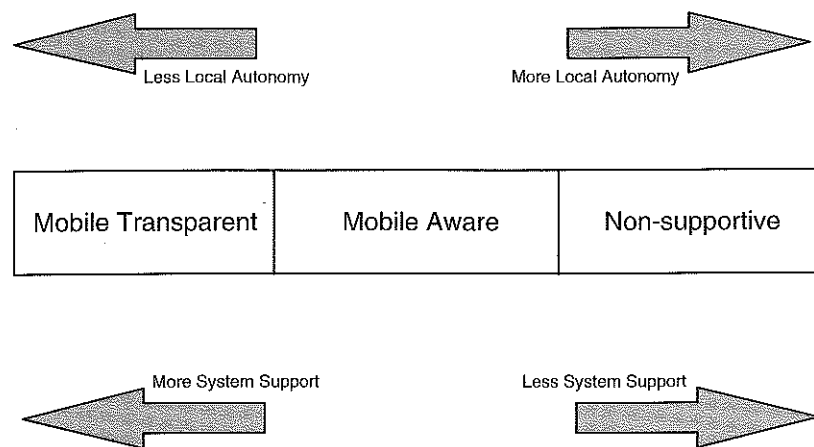 Less Local Autonomy
More Local Autonomy
Mobile Transparent
Mobile Aware
Non-supportive
More System Support
Less System Support